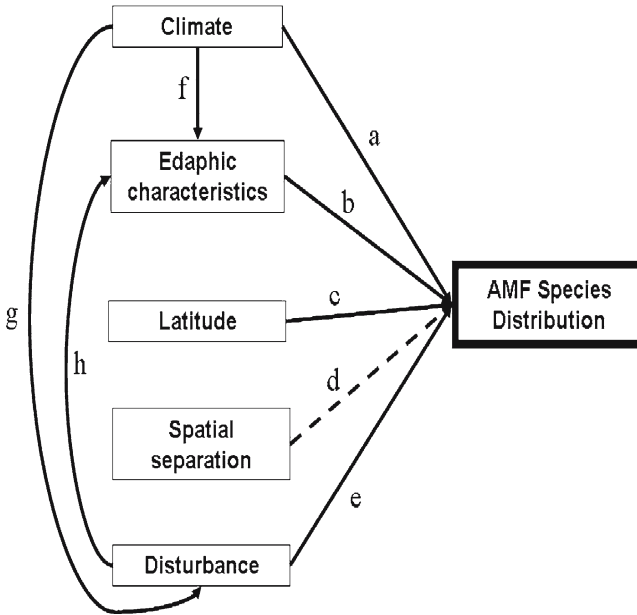 Climate
f
a
Edaphic
characteristics
b
AMF Species
Distribution
c
Latitude
g
h
d
Spatial
separation
e
Disturbance